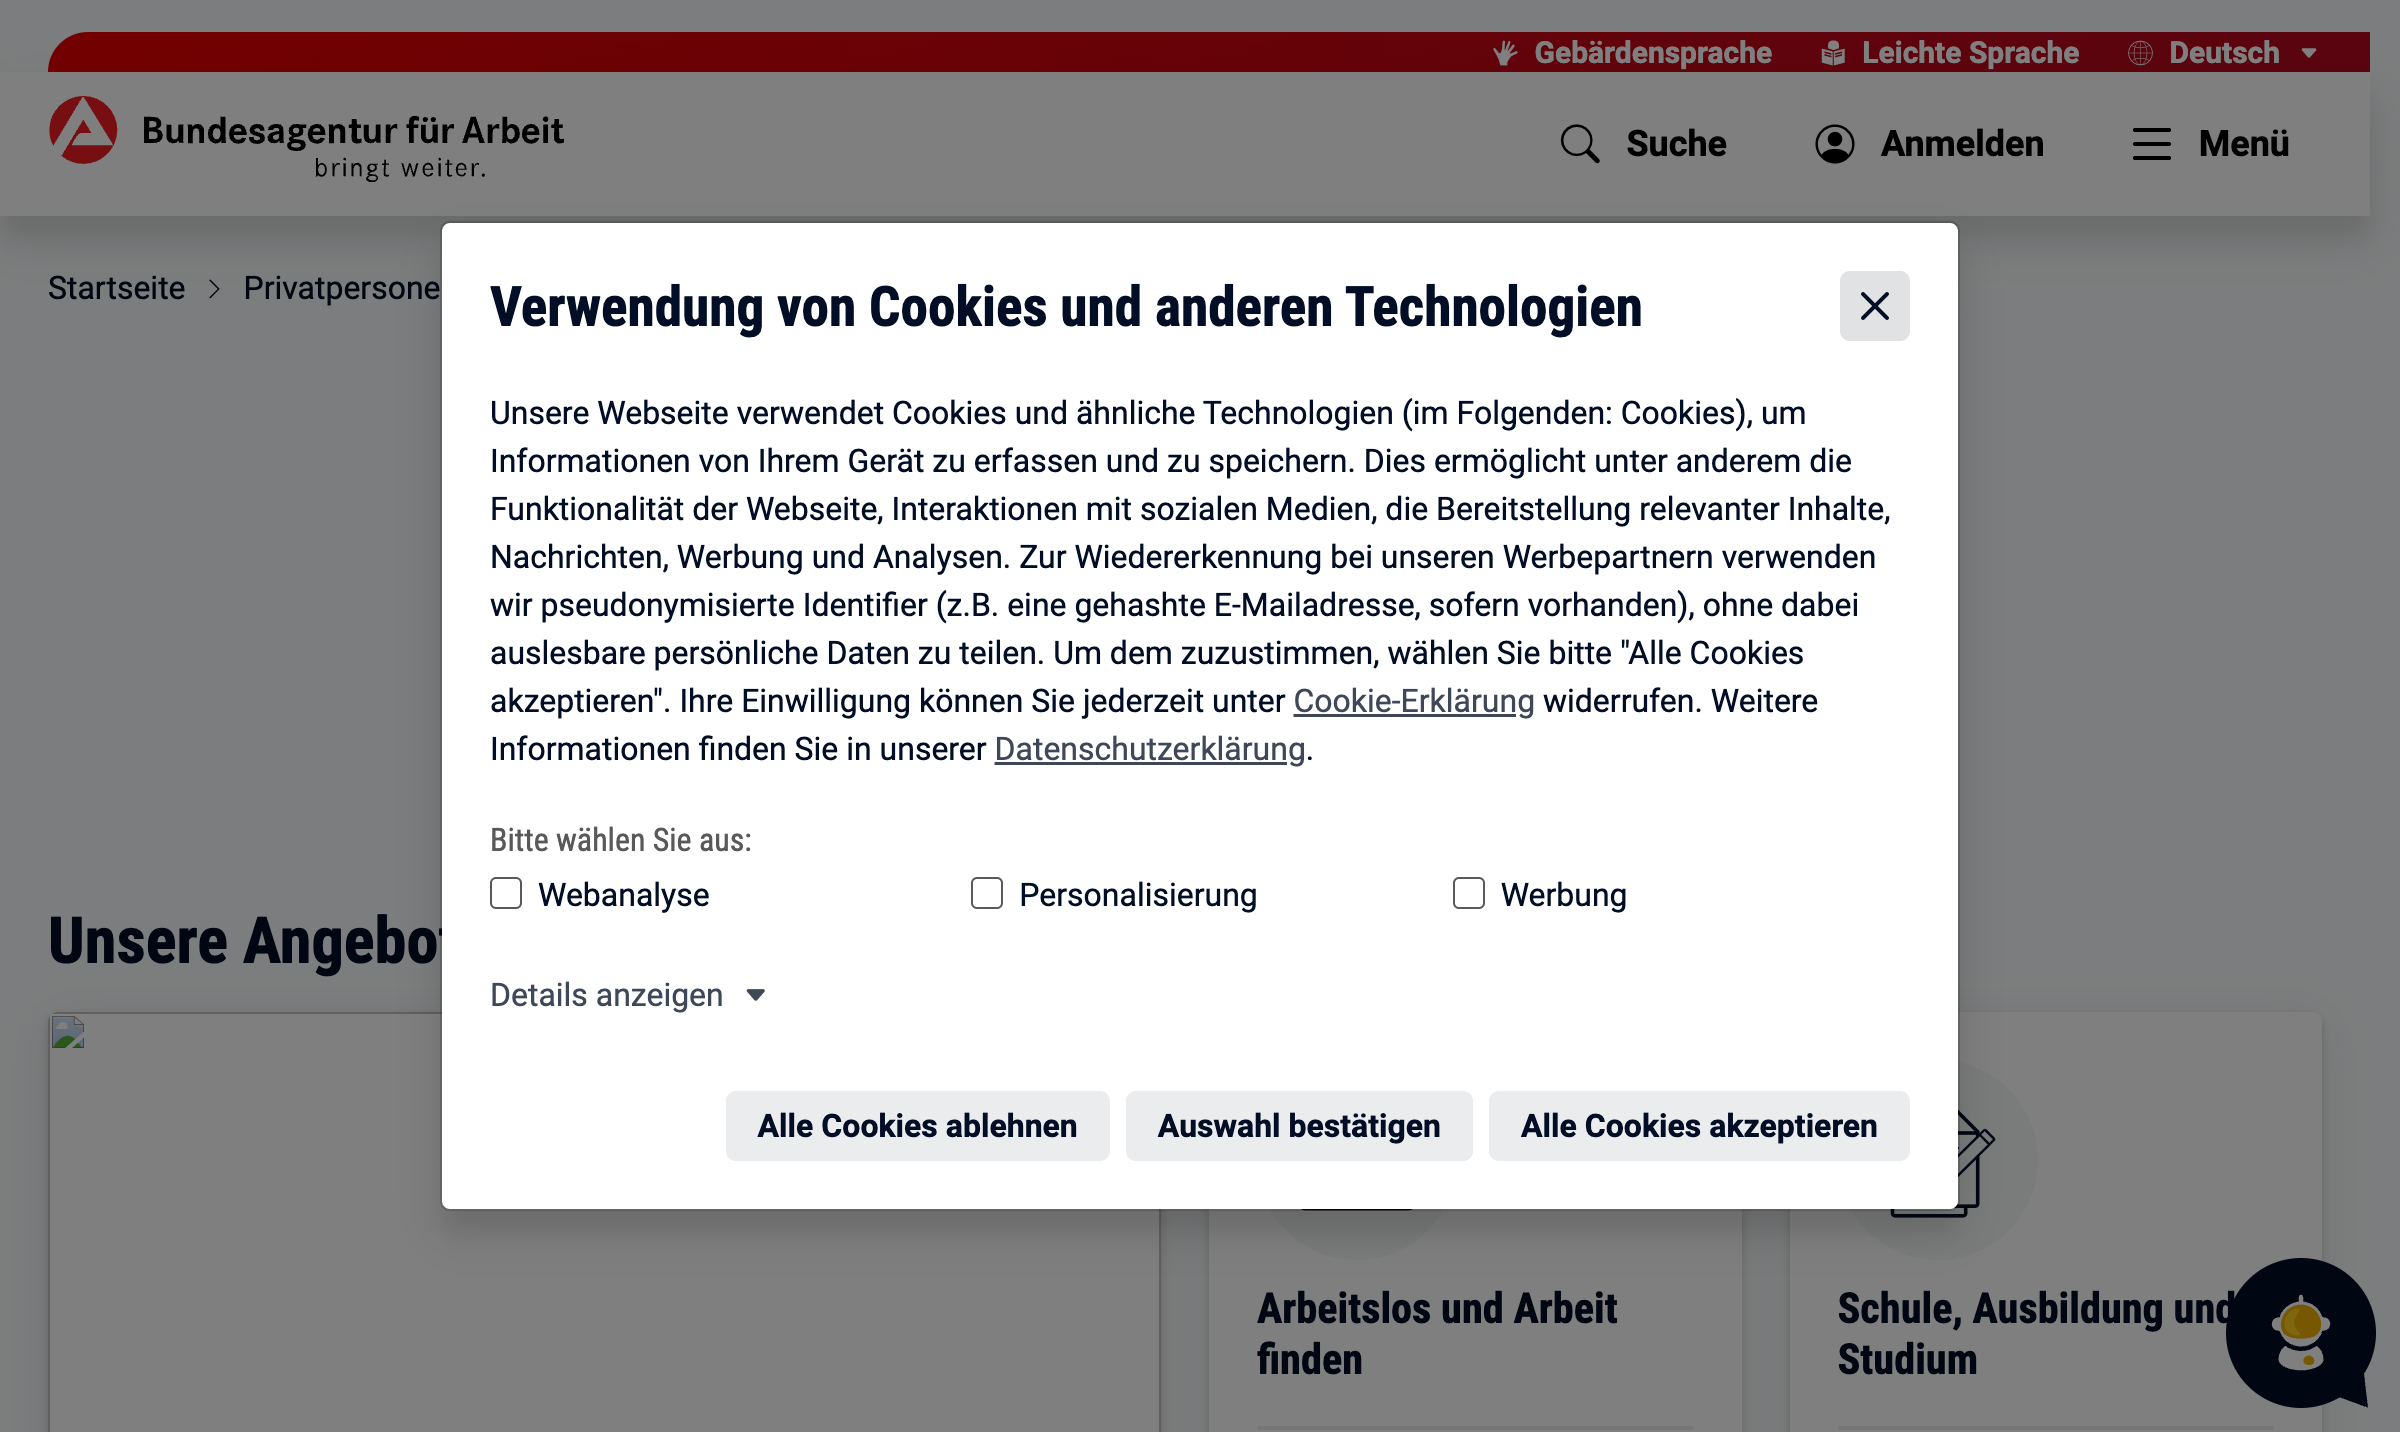 Gebärdensprache
Leichte Sprache
Deutsch
Bundesagentur für Arbeit
bringt weiter.
Suche
Anmelden
Menü
Startseite
Privatpersone
Verwendung von Cookies und anderen Technologien
Unsere Webseite verwendet Cookies und ähnliche Technologien (im Folgenden: Cookies), um
Informationen von Ihrem Gerät zu erfassen und zu speichern. Dies ermöglicht unter anderem die
Funktionalität der Webseite, Interaktionen mit sozialen Medien, die Bereitstellung relevanter Inhalte,
Nachrichten, Werbung und Analysen. Zur Wiedererkennung bei unseren Werbepartnern verwenden
wir pseudonymisierte Identifier (z.B. eine gehashte E-Mailadresse, sofern vorhanden), ohne dabei
auslesbare persönliche Daten zu teilen. Um dem zuzustimmen, wählen Sie bitte "Alle Cookies
akzeptieren". Ihre Einwilligung können Sie jederzeit unter Cookie-Erklärung widerrufen. Weitere
Informationen finden Sie in unserer Datenschutzerklärung.
Bitte wählen Sie aus:
Webanalyse
Personalisierung
Werbung
Details anzeigen
Alle Cookies ablehnen
Auswahl bestätigen
Alle Cookies akzeptieren
Unsere Angebo
Arbeitslos und Arbeit
finden
Schule, Ausbildung und
Studium